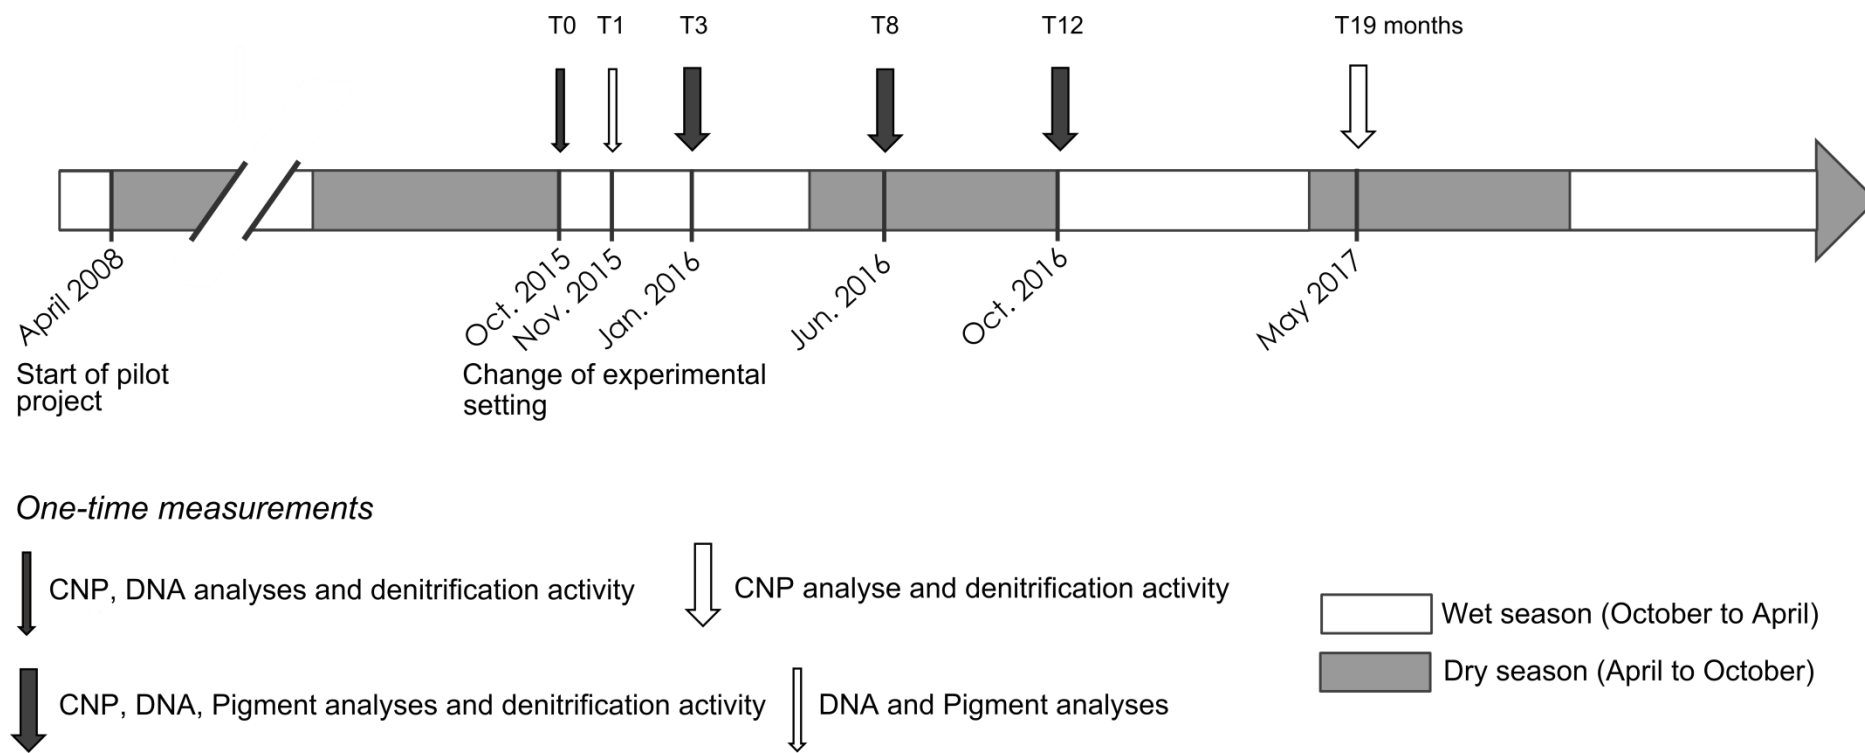 T0 T1 T3 T8 T12 T19 months
April 2008 Oct. 2015 Nov. 2015 Jan. 2016 Jun. 2016 Oct. 2016 May 2017
Start of pilot
project
Change of experimental
setting
One-time measurements
CNP, DNA analyses and denitrification activity
CNP analyse and denitrification activity
CNP, DNA, Pigment analyses and denitrification activity
DNA and Pigment analyses
Wet season (October to April)
Dry season (April to October)